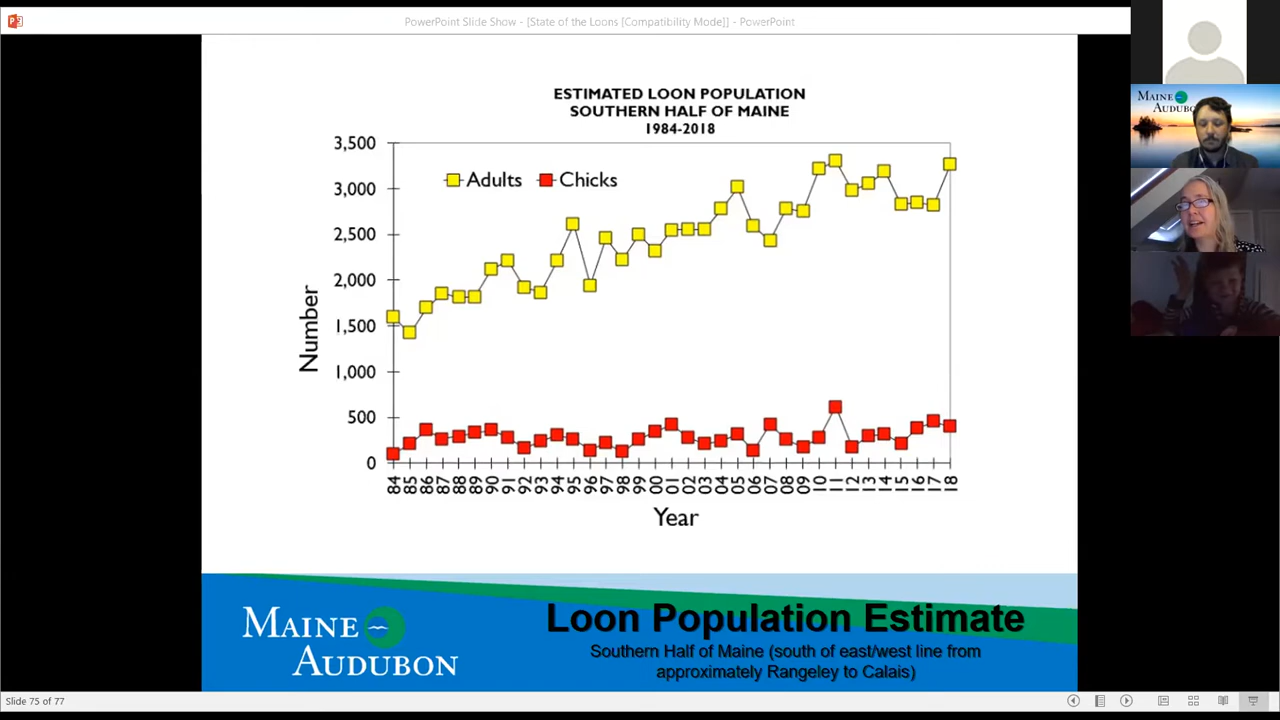 PowerPoint Slide Show - [State of the Loons [Compatibility Mode]] - PowerPoint
ESTIMATED LOON POPULATION
SOUTHERN HALF OF MAINE
1984-2018
Adults
Chicks
3,500
3,000
2,500
2,000
1,500
1,000
500
0
Number
84 85 86 87 88 89 90 91 92 93 94 95 96 97 98 99 00 01 02 03 04 05 06 07 08 09 10 11 12 13 14 15 16 17 18
Year
MAINE
AUDUBON
Loon Population Estimate
Southern Half of Maine (south of east/west line from
approximately Rangeley to Calais)
MAINE
AUDUBON
Slide 75 of 77